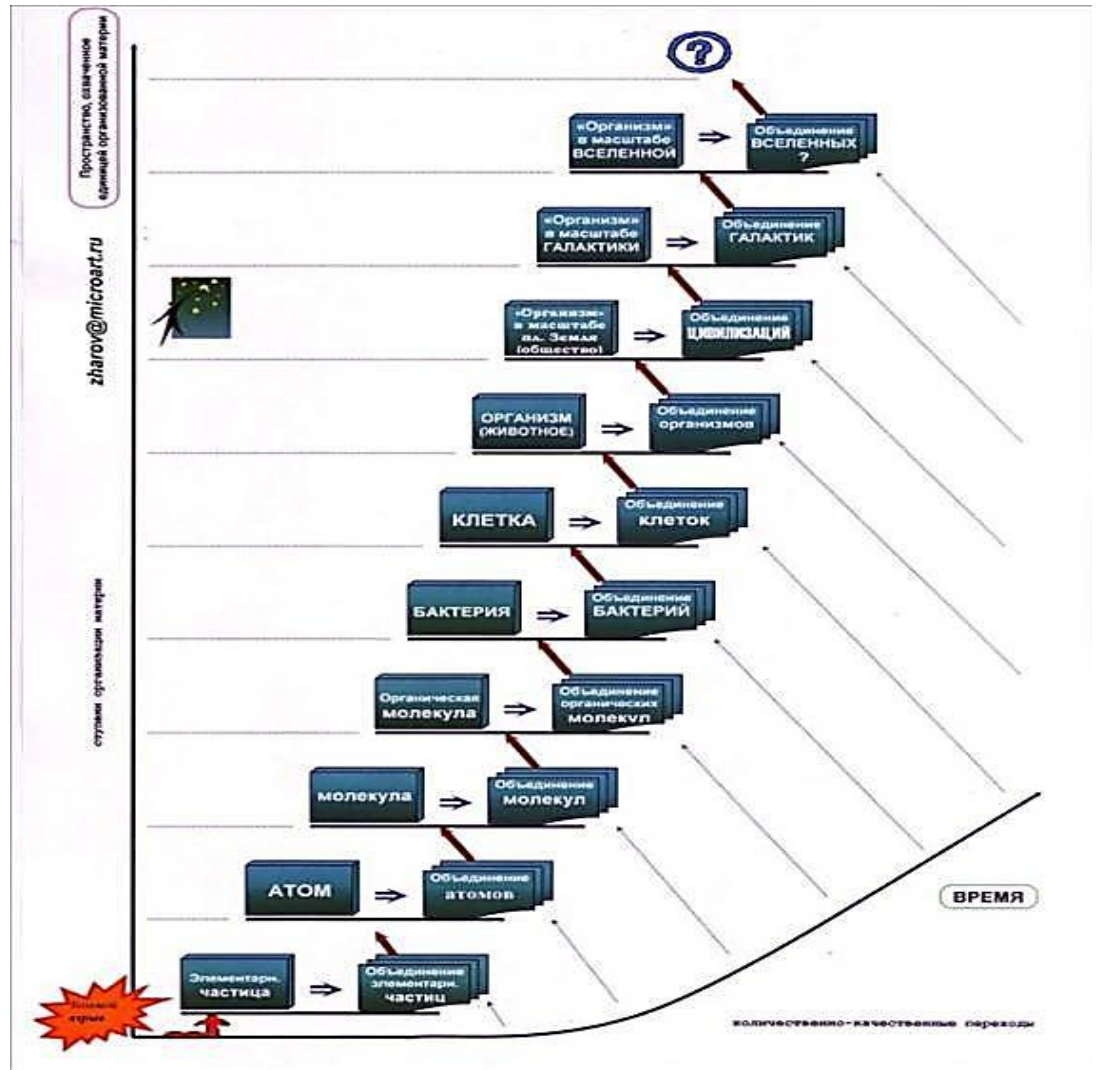 Пространство, охваченное
единицей организованной материи
zharov@microart.ru
ступени организации материи
?
«Организм»
в масштабе
ВСЕЛЕННОЙ
⇒
Объединение
ВСЕЛЕННЫХ
?
«Организм»
в масштабе
ГАЛАКТИКИ
⇒
Объединение
ГАЛАКТИК
«Организм»
в масштабе
пл. Земля
(общество)
⇒
Объединение
ЦИВИЛИЗАЦИЙ
ОРГАНИЗМ
(ЖИВОТНОЕ)
⇒
Объединение
организмов
КЛЕТКА
⇒
Объединение
клеток
БАКТЕРИЯ
⇒
Объединение
БАКТЕРИЙ
Органическая
молекула
⇒
Объединение
органических
молекул
молекула
⇒
Объединение
молекул
АТОМ
⇒
Объединение
атомов
Элементарн.
частица
⇒
Объединение
элементарн.
частиц
взрыв
ВРЕМЯ
количественно-качественные переходы